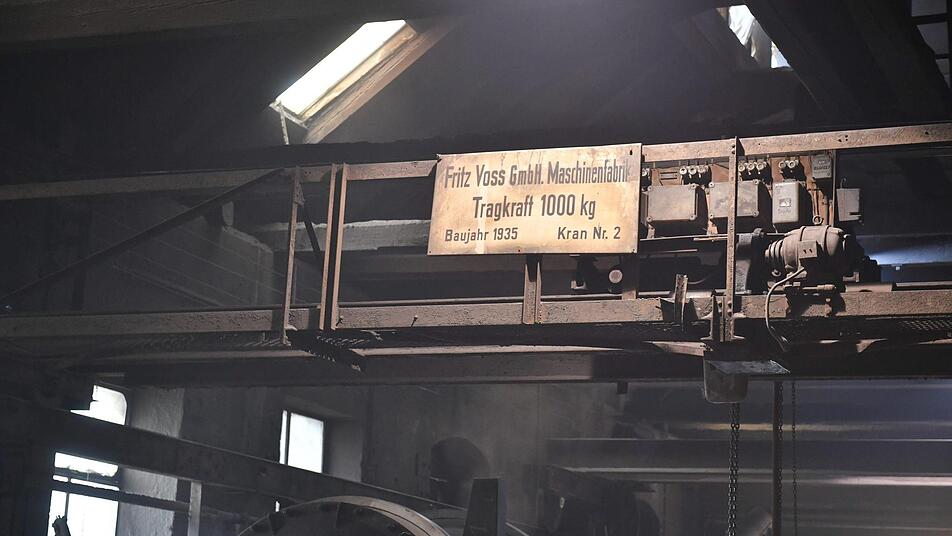 Fritz Voss GmbH. Maschinenfabrik
Tragkraft 1000 kg
Baujahr 1935 Kran Nr. 2